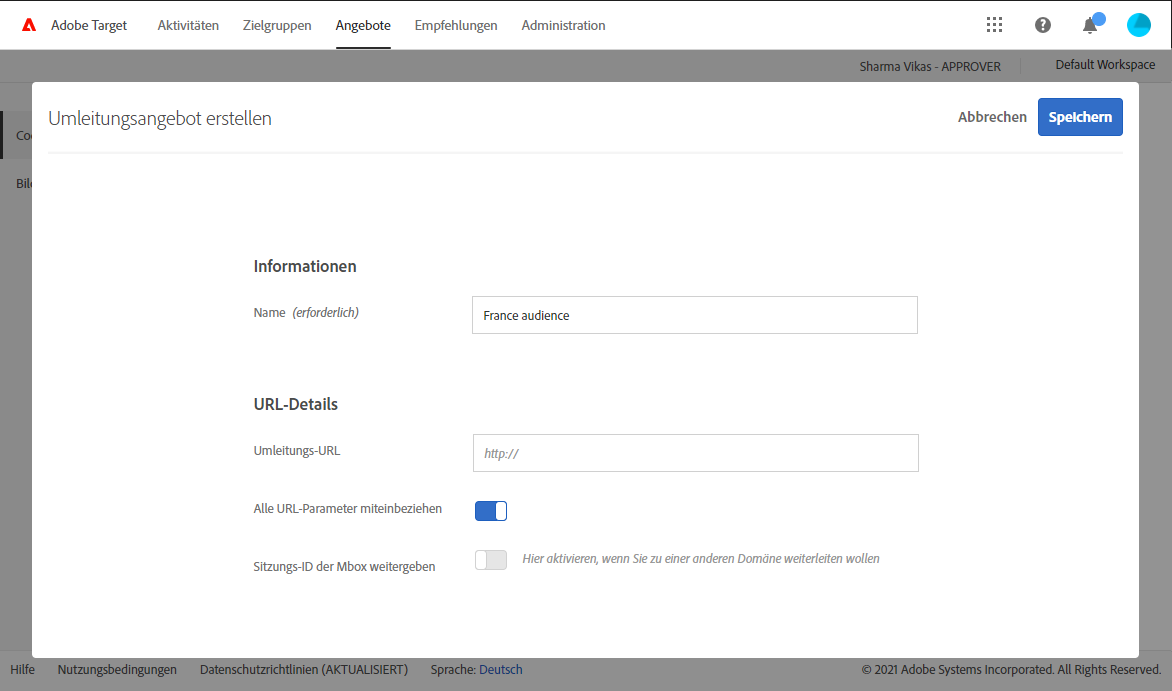 Adobe Target Aktivitäten Zielgruppen Angebote Empfehlungen Administration
Sharma Vikas - APPROVER Default Workspace
Umleitungsangebot erstellen Abbrechen Speichern
Informationen
Name (erforderlich) France audience
URL-Details
Umleitungs-URL http://
Alle URL-Parameter miteinbeziehen
Sitzungs-ID der Mbox weitergeben Hier aktivieren, wenn Sie zu einer anderen Domäne weiterleiten wollen
Hilfe Nutzungsbedingungen Datenschutzrichtlinien (AKTUALISIERT) Sprache: Deutsch © 2021 Adobe Systems Incorporated. All Rights Reserved.